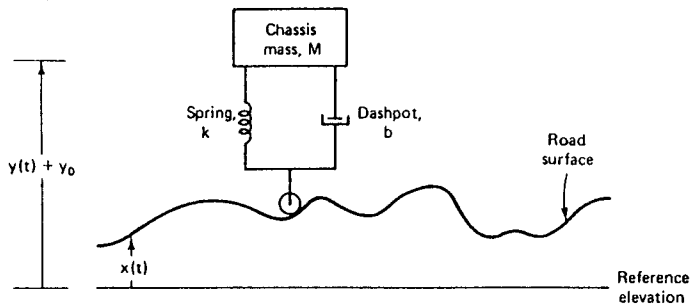 Chassis
mass, M
Spring,
k
Dashpot,
b
Road
surface
y(t) + y₀
x(t)
Reference
elevation